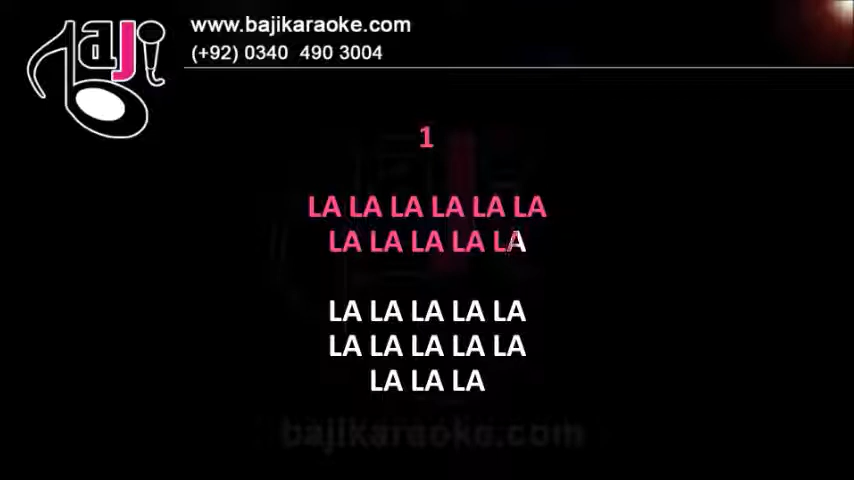 www.bajikaraoke.com
(+92) 0340 490 3004
Baji
1
LA LA LA LA LA LA
LA LA LA LA LA
LA LA LA LA LA
LA LA LA LA LA
LA LA LA
bajikaraoke.com